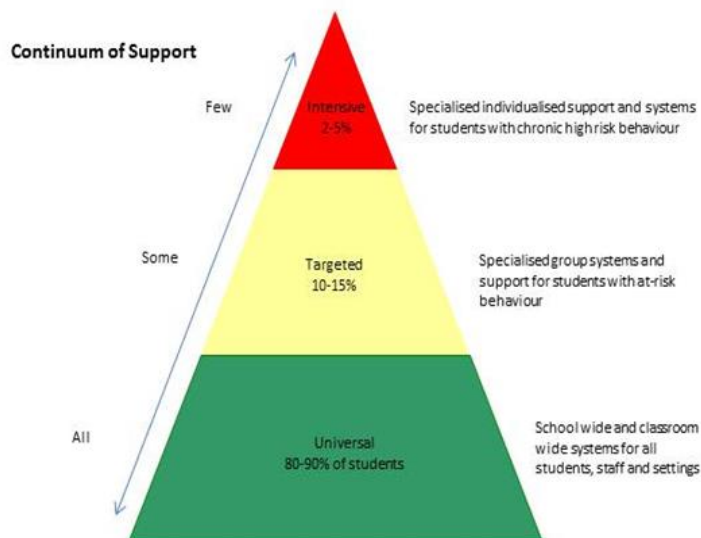 Continuum of Support
Few
Intensive
2-5%
Specialised individualised support and systems
for students with chronic high risk behaviour
Some
Targeted
10-15%
Specialised group systems and
support for students with at-risk
behaviour
All
Universal
80-90% of students
School wide and classroom
wide systems for all
students, staff and settings